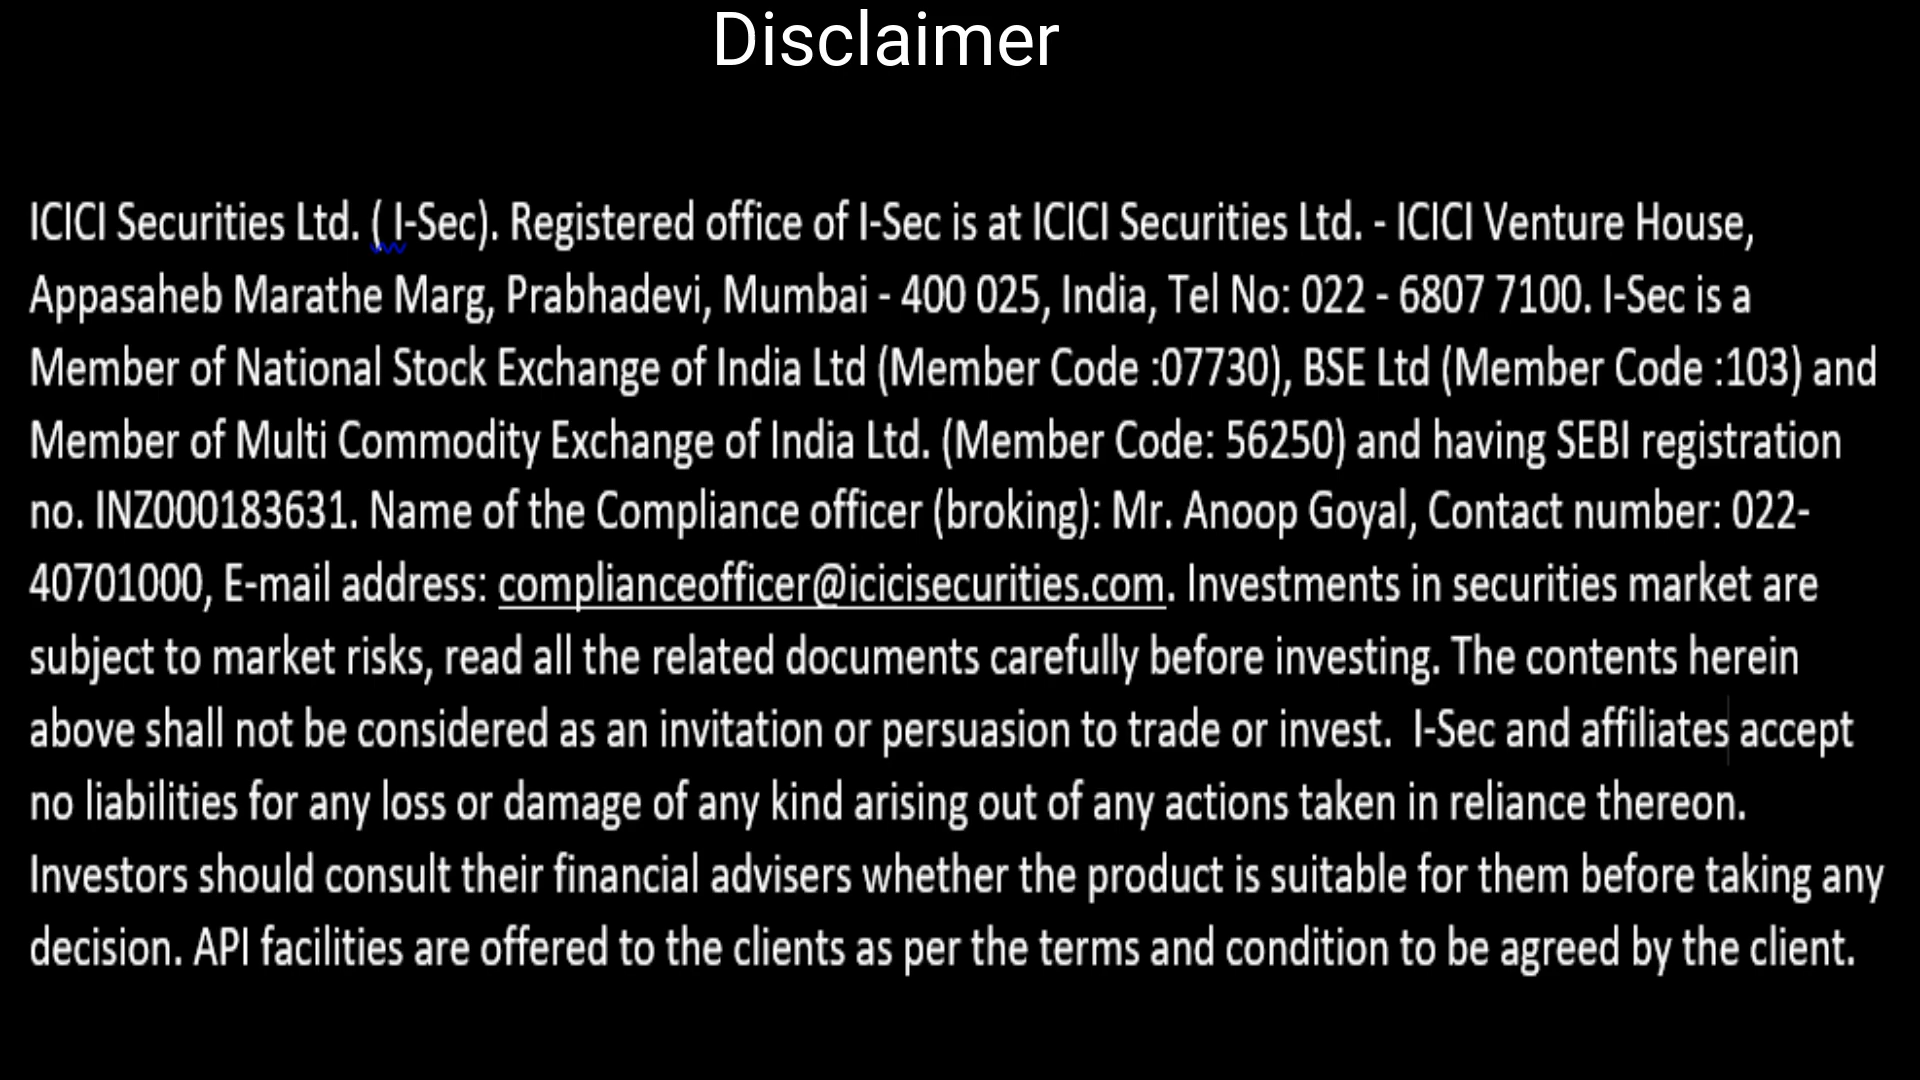 Disclaimer
ICICI Securities Ltd. ( I-Sec). Registered office of I-Sec is at ICICI Securities Ltd. - ICICI Venture House,
Appasaheb Marathe Marg, Prabhadevi, Mumbai - 400 025, India, Tel No: 022 - 6807 7100. I-Sec is a
Member of National Stock Exchange of India Ltd (Member Code :07730), BSE Ltd (Member Code :103) and
Member of Multi Commodity Exchange of India Ltd. (Member Code: 56250) and having SEBI registration
no. INZ000183631. Name of the Compliance officer (broking): Mr. Anoop Goyal, Contact number: 022-
40701000, E-mail address: complianceofficer@icicisecurities.com. Investments in securities market are
subject to market risks, read all the related documents carefully before investing. The contents herein
above shall not be considered as an invitation or persuasion to trade or invest.  I-Sec and affiliates accept
no liabilities for any loss or damage of any kind arising out of any actions taken in reliance thereon.
Investors should consult their financial advisers whether the product is suitable for them before taking any
decision. API facilities are offered to the clients as per the terms and condition to be agreed by the client.